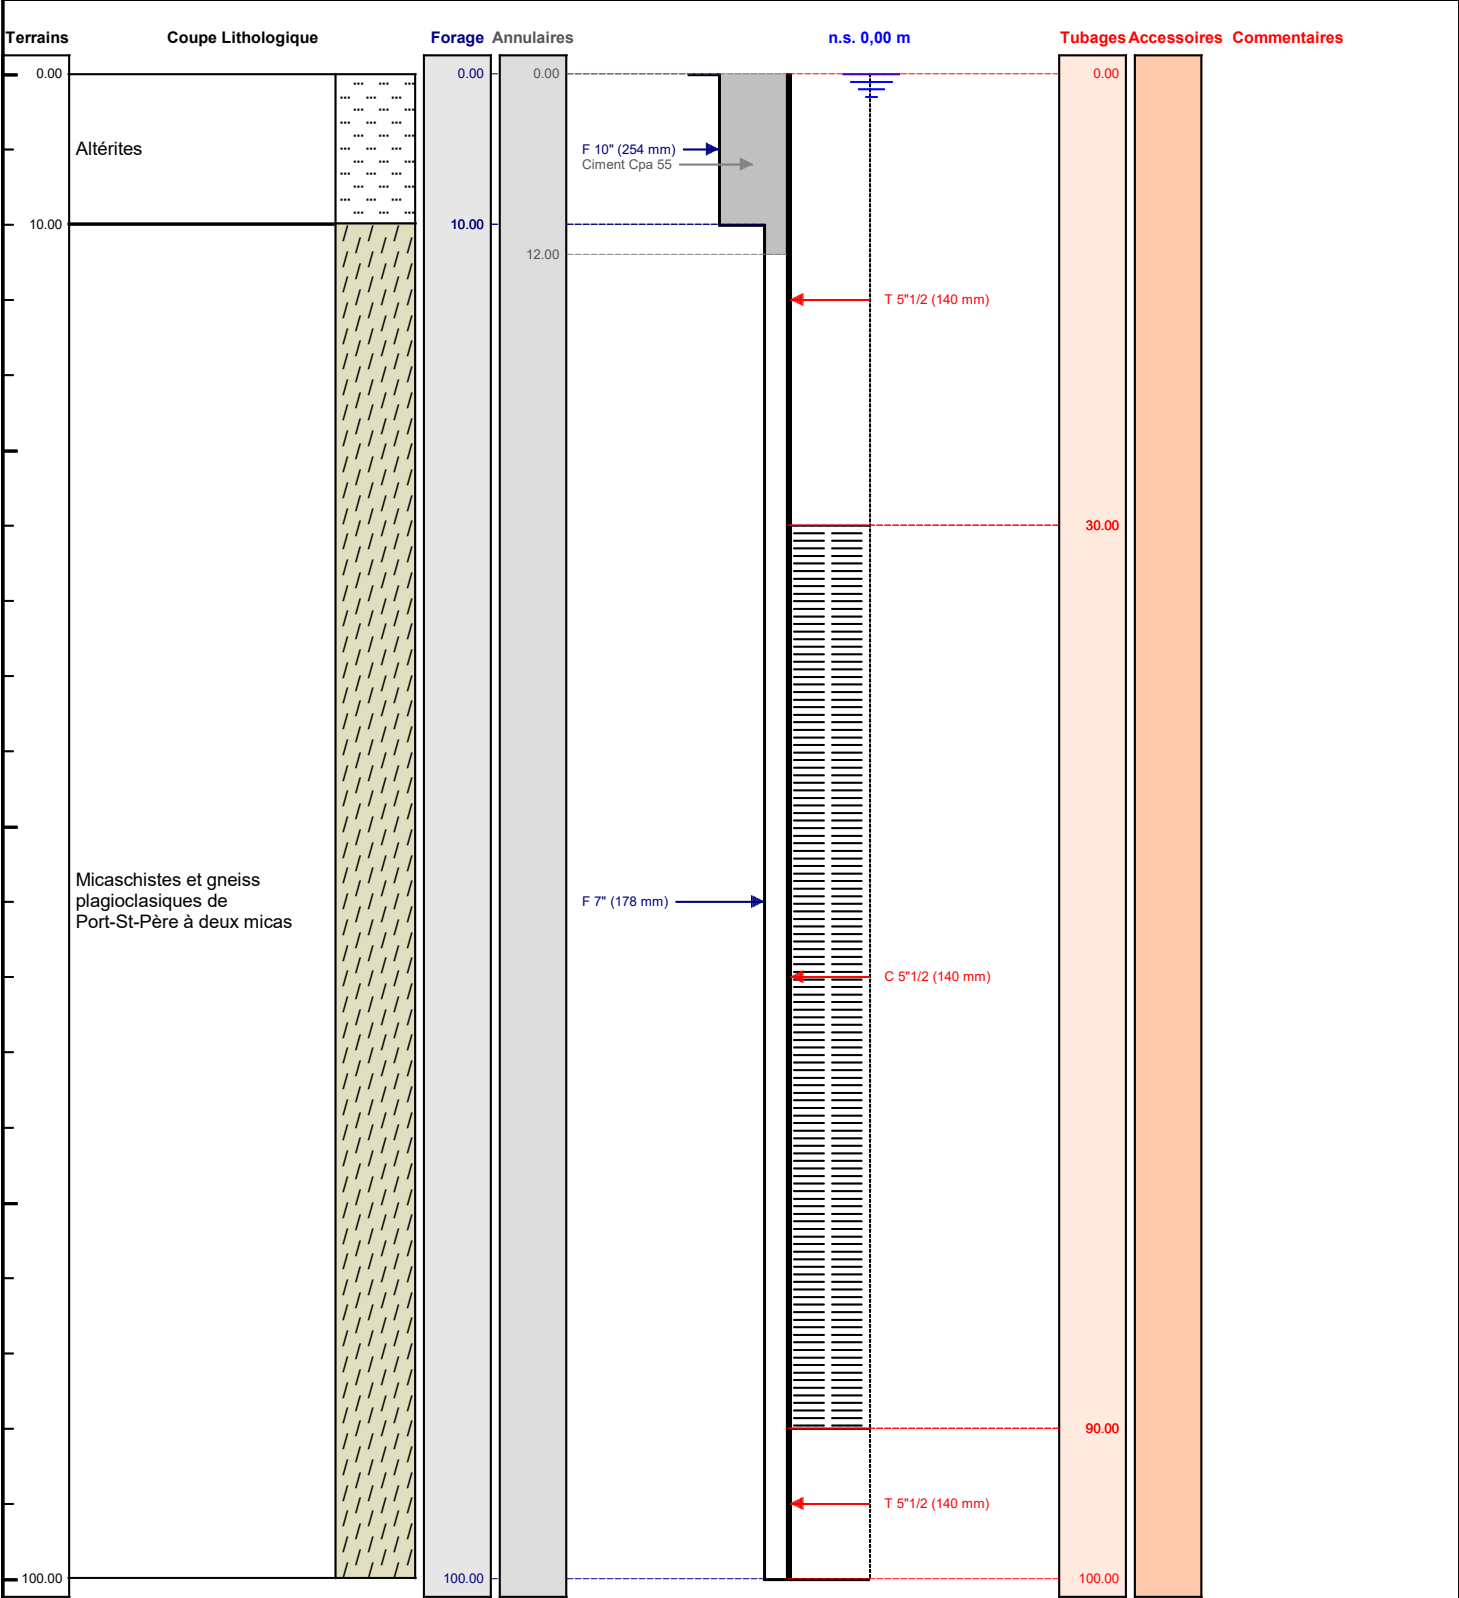 Terrains Coupe Lithologique Forage Annulaires n.s. 0,00 m Tubages Accessoires Commentaires
0.00 0.00 0.00 0.00
Altérites
F 10" (254 mm)
Ciment Cpa 55
10.00 10.00
12.00
T 5"1/2 (140 mm)
30.00
Micaschistes et gneiss
plagioclasiques de
Port-St-Père à deux micas
F 7" (178 mm)
C 5"1/2 (140 mm)
90.00
T 5"1/2 (140 mm)
100.00 100.00 100.00